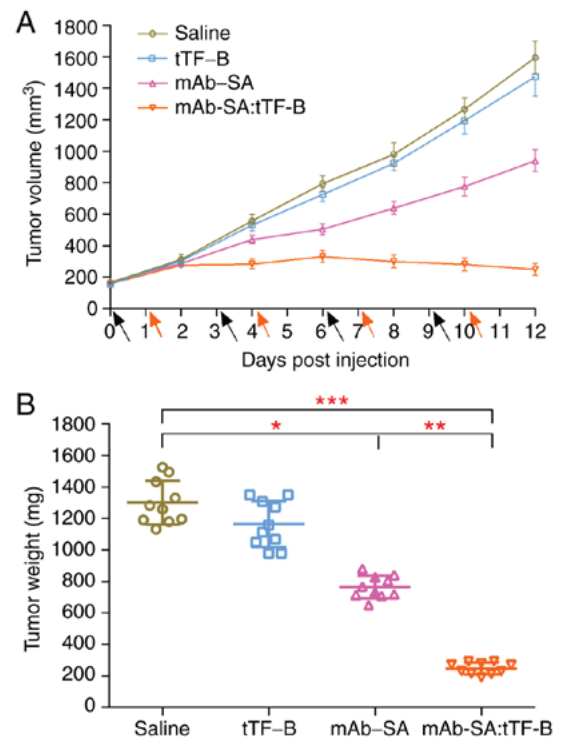 A
Tumor volume (mm3)
1800
1600
1400
1200
1000
800
600
400
200
0
Saline
tTF–B
mAb–SA
mAb-SA:tTF-B
0 1 2 3 4 5 6 7 8 9 10 11 12
Days post injection
B
Tumor weight (mg)
1800
1600
1400
1200
1000
800
600
400
200
0
***
* **
Saline tTF–B mAb–SA mAb-SA:tTF-B